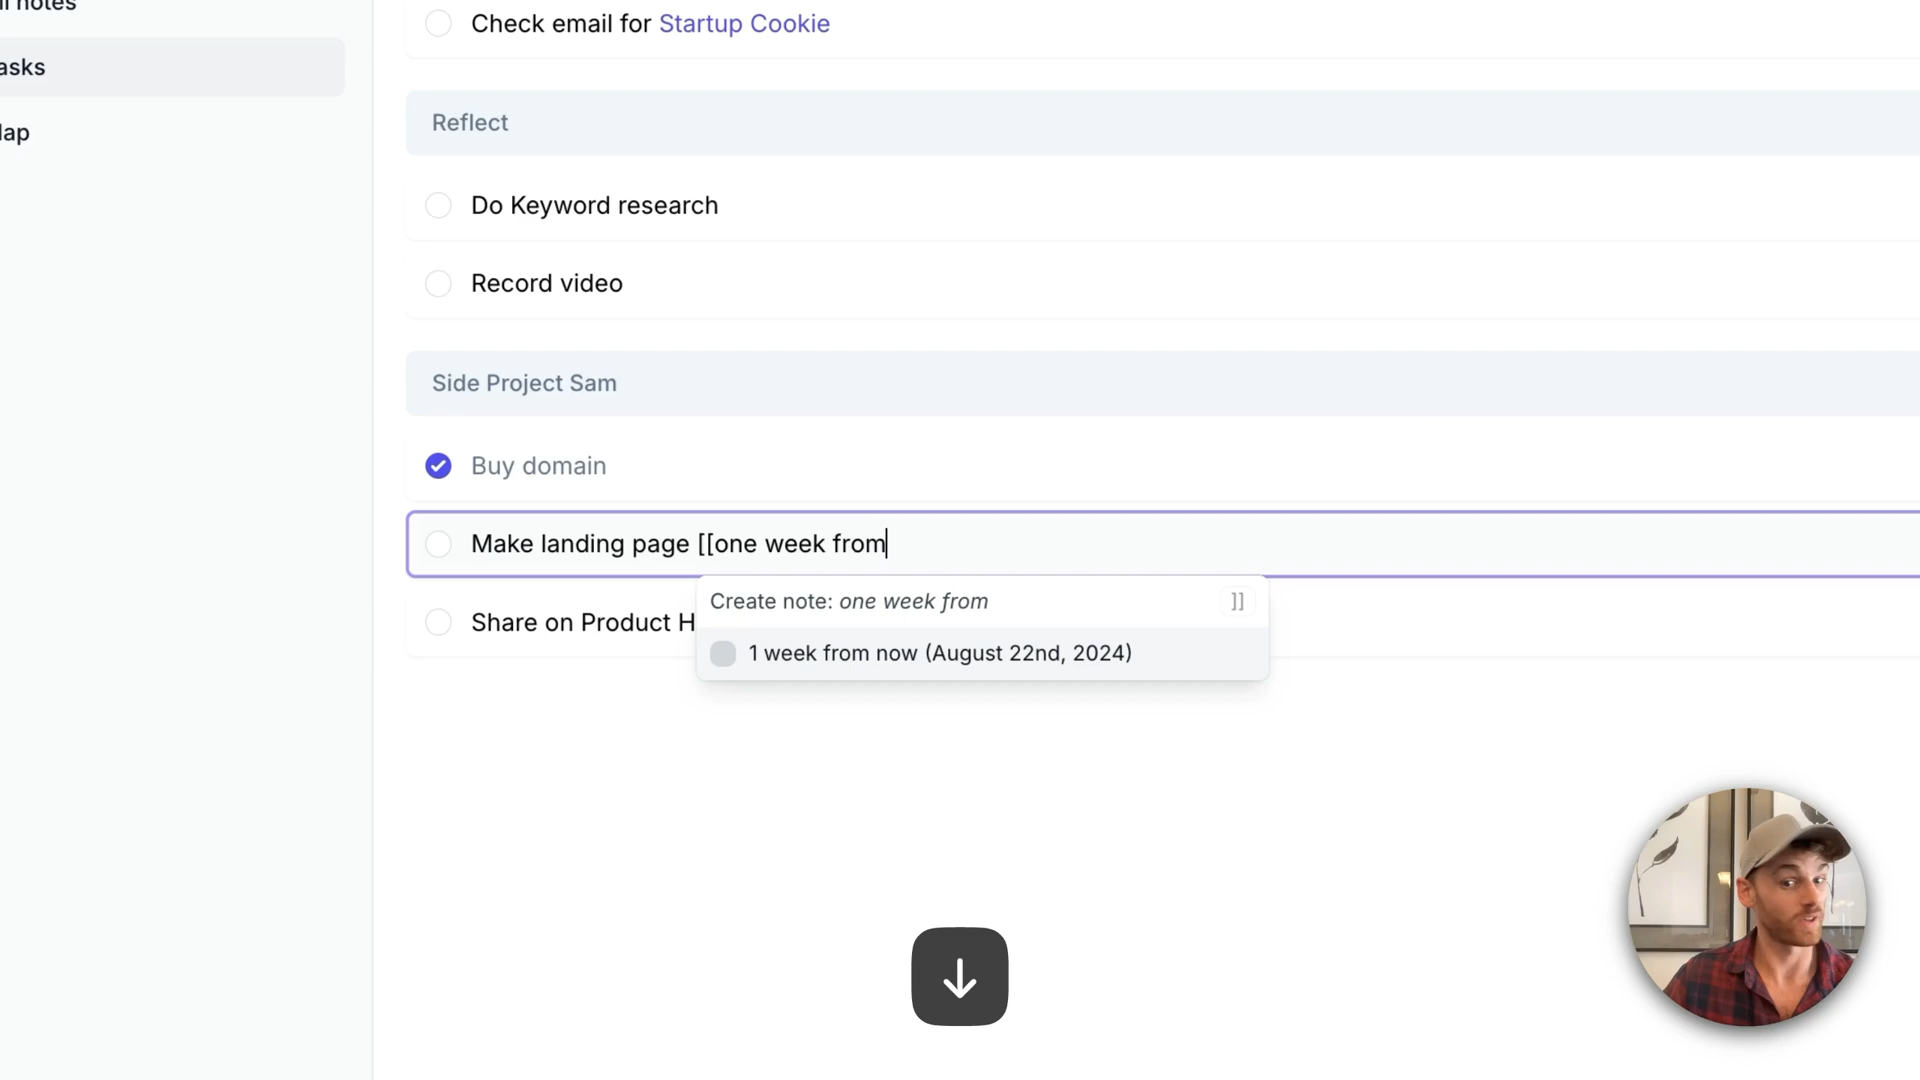 notes
Check email for Startup Cookie
asks
Reflect
ap
Do Keyword research
Record video
Side Project Sam
Buy domain
Make landing page [[one week from
Create note: one week from ]]
Share on Product H
1 week from now (August 22nd, 2024)